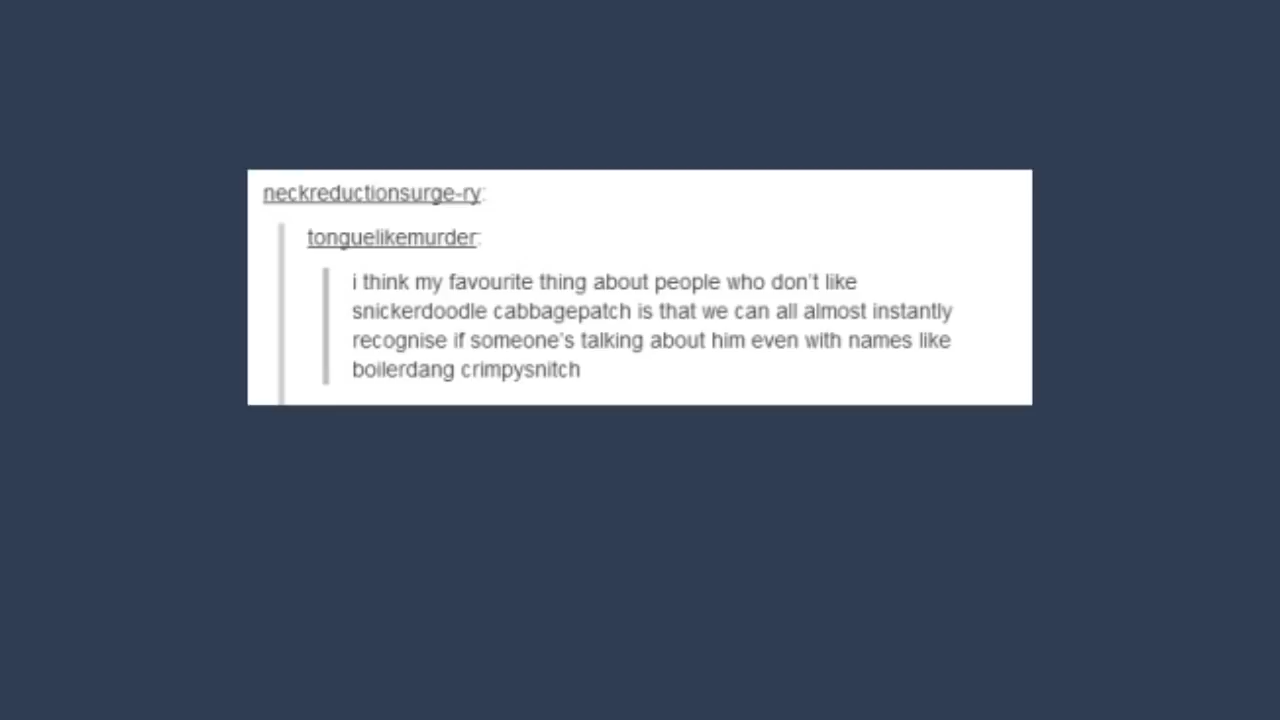 neckreductionsurge-ry:
tonguelikemurder:
i think my favourite thing about people who don't like
snickerdoodle cabbagepatch is that we can all almost instantly
recognise if someone's talking about him even with names like
boilerdang crimpysnitch